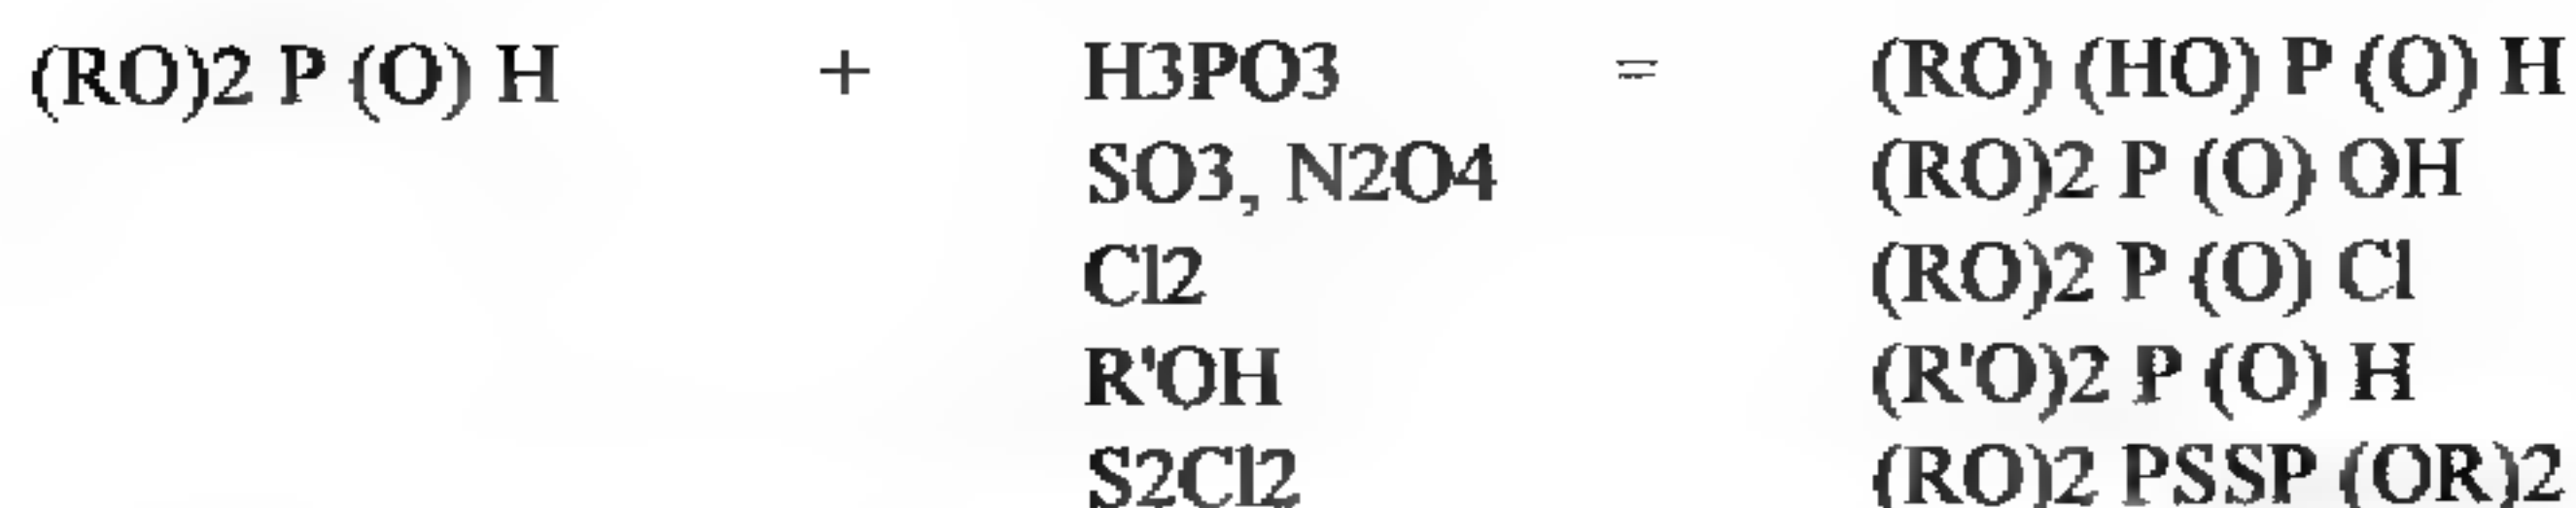 (RO)2 P (O) H + H3PO3 = (RO) (HO) P (O) H
SO3, N2O4 (RO)2 P (O) OH
Cl2 (RO)2 P (O) Cl
R'OH (R'O)2 P (O) H
S2Cl2 (RO)2 PSSP (OR)2